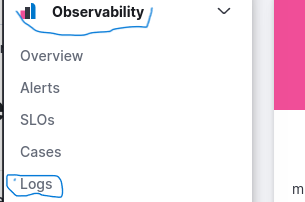 Observability
Overview
Alerts
SLOs
Cases
Logs
m